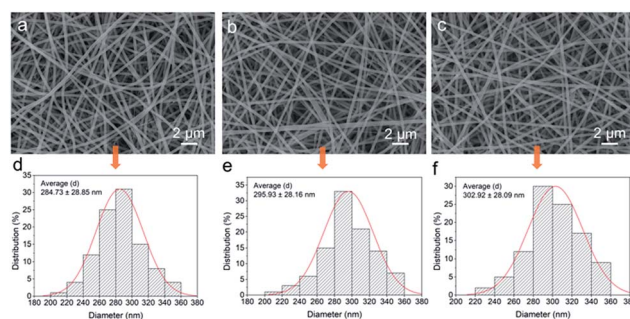 a
b
c
2 μm
2 μm
2 μm
d
e
f
Average (d)
284.73 ± 28.85 nm
Average (d)
295.93 ± 28.16 nm
Average (d)
302.92 ± 28.09 nm
Distribution (%)
35
30
25
20
15
10
5
0
180 200 220 240 260 280 300 320 340 360 380
Diameter (nm)
Distribution (%)
35
30
25
20
15
10
5
0
180 200 220 240 260 280 300 320 340 360 380
Diameter (nm)
Distribution (%)
30
20
10
0
200 220 240 260 280 300 320 340 360 380
Diameter (nm)